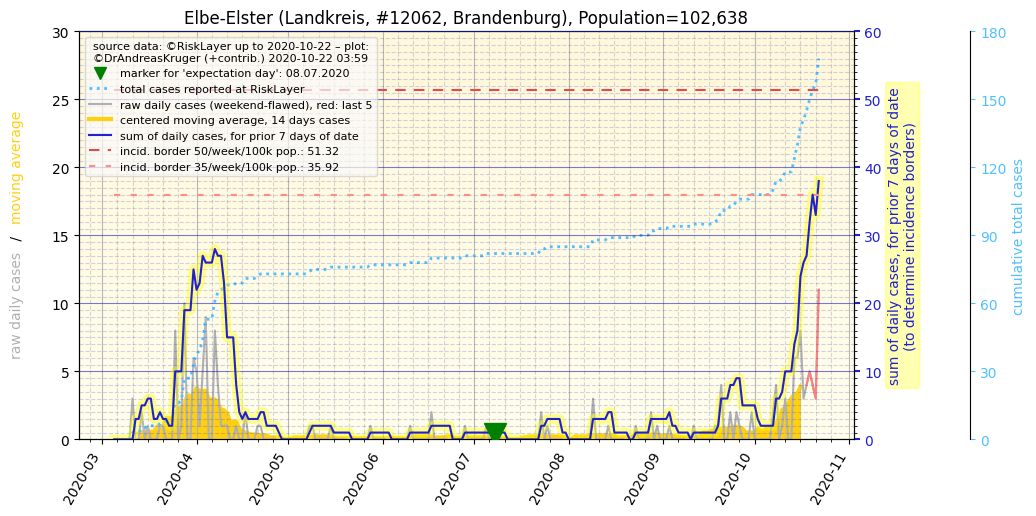 Elbe-Elster (Landkreis, #12062, Brandenburg), Population=102,638
source data: ©RiskLayer up to 2020-10-22 – plot:
©DrAndreasKruger (+contrib.) 2020-10-22 03:59
marker for 'expectation day': 08.07.2020
total cases reported at RiskLayer
raw daily cases (weekend-flawed), red: last 5
centered moving average, 14 days cases
sum of daily cases, for prior 7 days of date
incid. border 50/week/100k pop.: 51.32
incid. border 35/week/100k pop.: 35.92
raw daily cases / moving average
30
25
20
15
10
5
0
2020-03
2020-04
2020-05
2020-06
2020-07
2020-08
2020-09
2020-10
2020-11
60
50
40
30
20
10
0
sum of daily cases, for prior 7 days of date
(to determine incidence borders)
180
150
120
90
60
30
0
cumulative total cases